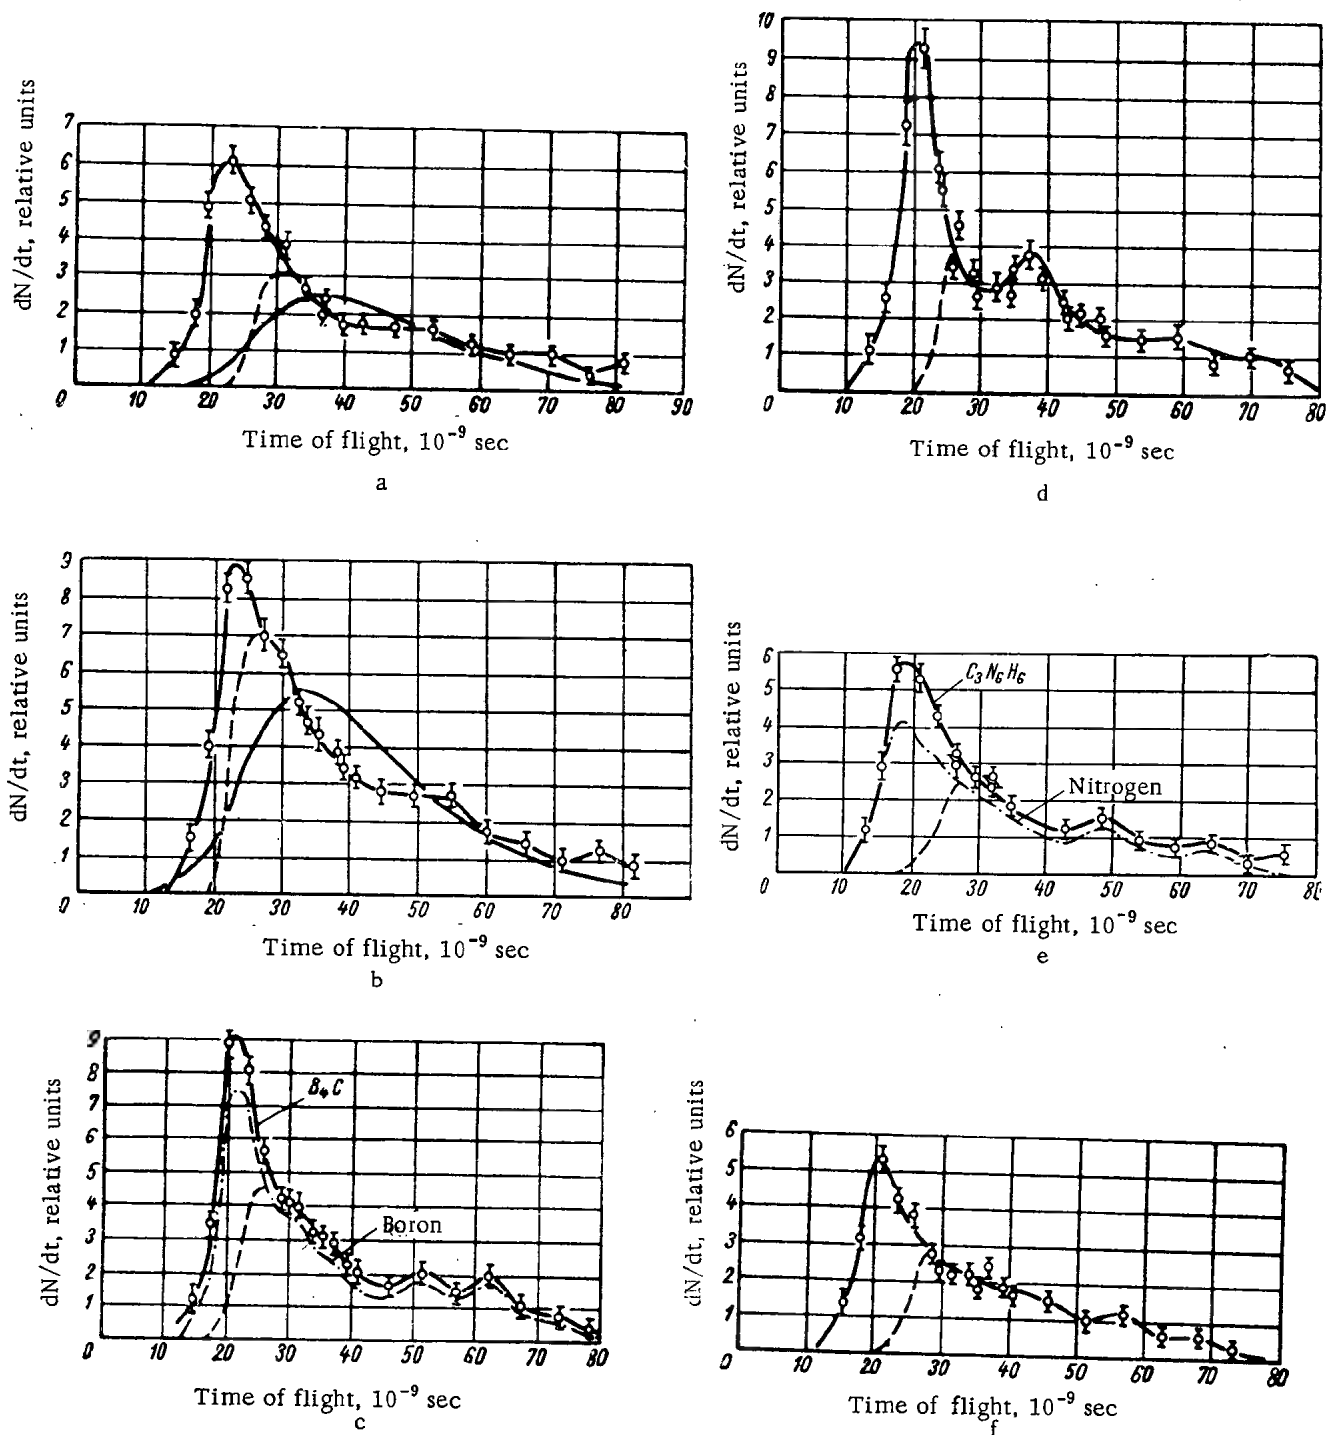 dN/dt, relative units
7
6
5
4
3
2
1
0 10 20 30 40 50 60 70 80 90
Time of flight, 10⁻⁹ sec
a
dN/dt, relative units
9
8
7
6
5
4
3
2
1
0 10 20 30 40 50 60 70 80
Time of flight, 10⁻⁹ sec
b
dN/dt, relative units
9
8
7
6
5
4
3
2
1
B₄C
Boron
0 10 20 30 40 50 60 70 80
Time of flight, 10⁻⁹ sec
c
dN/dt, relative units
10
9
8
7
6
5
4
3
2
1
0 10 20 30 40 50 60 70 80
Time of flight, 10⁻⁹ sec
d
dN/dt, relative units
6
5
4
3
2
1
C₃N₆H₆
Nitrogen
0 10 20 30 40 50 60 70 80
Time of flight, 10⁻⁹ sec
e
dN/dt, relative units
6
5
4
3
2
1
0 10 20 30 40 50 60 70 80
Time of flight, 10⁻⁹ sec
f